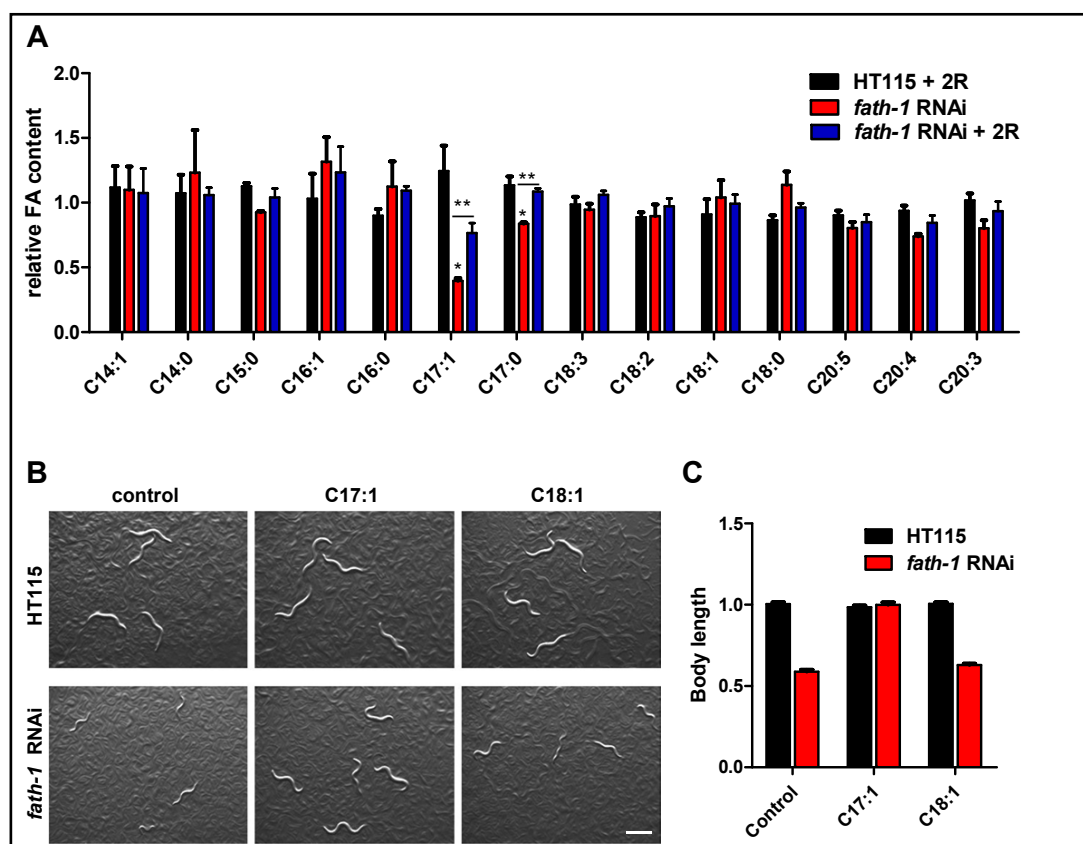 A
relative FA content
2.0
1.5
1.0
0.5
0.0
HT115 + 2R
fath-1 RNAi
fath-1 RNAi + 2R
**
*
**
*
C14:1
C14:0
C15:0
C16:1
C16:0
C17:1
C17:0
C18:3
C18:2
C18:1
C18:0
C20:5
C20:4
C20:3
B
control
C17:1
C18:1
HT115
fath-1 RNAi
C
Body length
1.5
1.0
0.5
0.0
HT115
fath-1 RNAi
Control
C17:1
C18:1